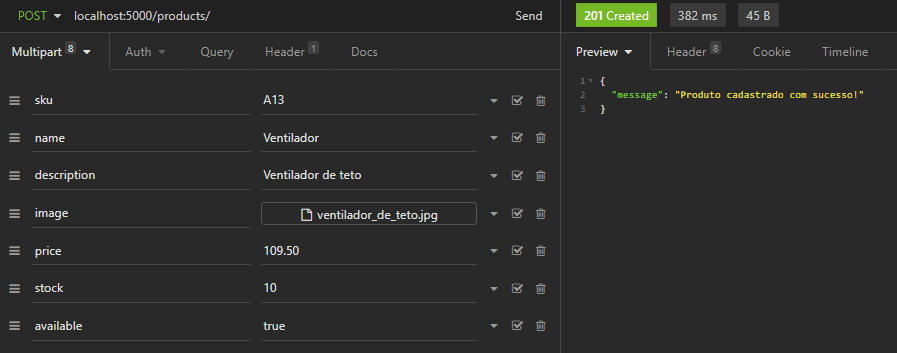 POST localhost:5000/products/ Send
201 Created 382 ms 45 B
Multipart 8 Auth Query Header 1 Docs
Preview Header 8 Cookie Timeline
sku A13
name Ventilador
description Ventilador de teto
image ventilador_de_teto.jpg
price 109.50
stock 10
available true
1 {
2 "message": "Produto cadastrado com sucesso!"
3 }